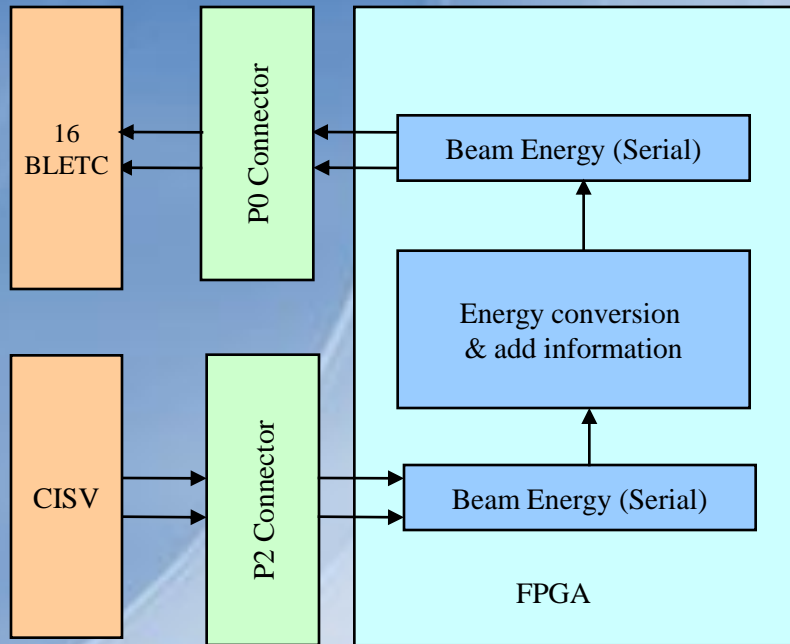 16
BLETC
P0 Connector
Beam Energy (Serial)
Energy conversion
& add information
CISV
P2 Connector
Beam Energy (Serial)
FPGA